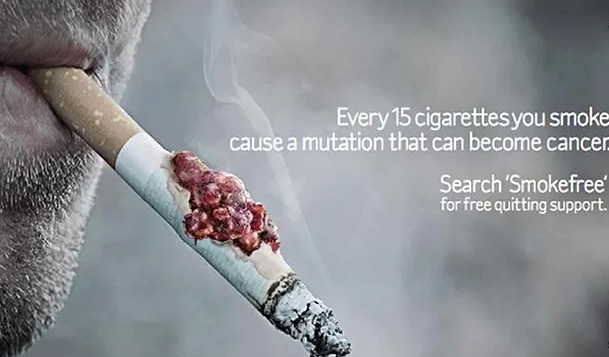 Every 15 cigarettes you smoke
cause a mutation that can become cancer.
Search 'Smokefree'
for free quitting support.